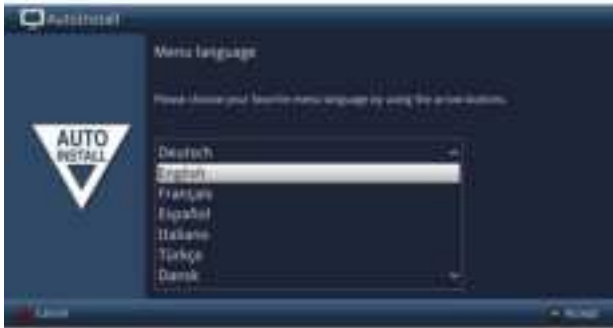 AutoInstall
Menu language
Please choose your favorite menu language by using the arrow buttons.
AUTO
INSTALL
Deutsch
English
Français
Español
Italiano
Türkçe
Dansk
Cancel
Accept